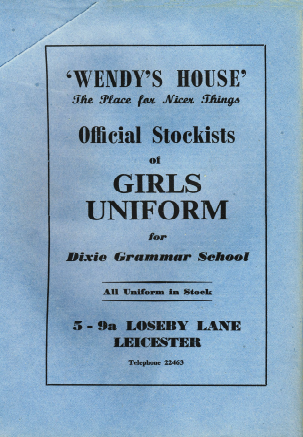 'WENDY'S HOUSE'
The Place for Nicer Things
Official Stockists
of
GIRLS
UNIFORM
for
Dixie Grammar School
All Uniform in Stock
5 - 9a LOSEBY LANE
LEICESTER
Telephone 22463